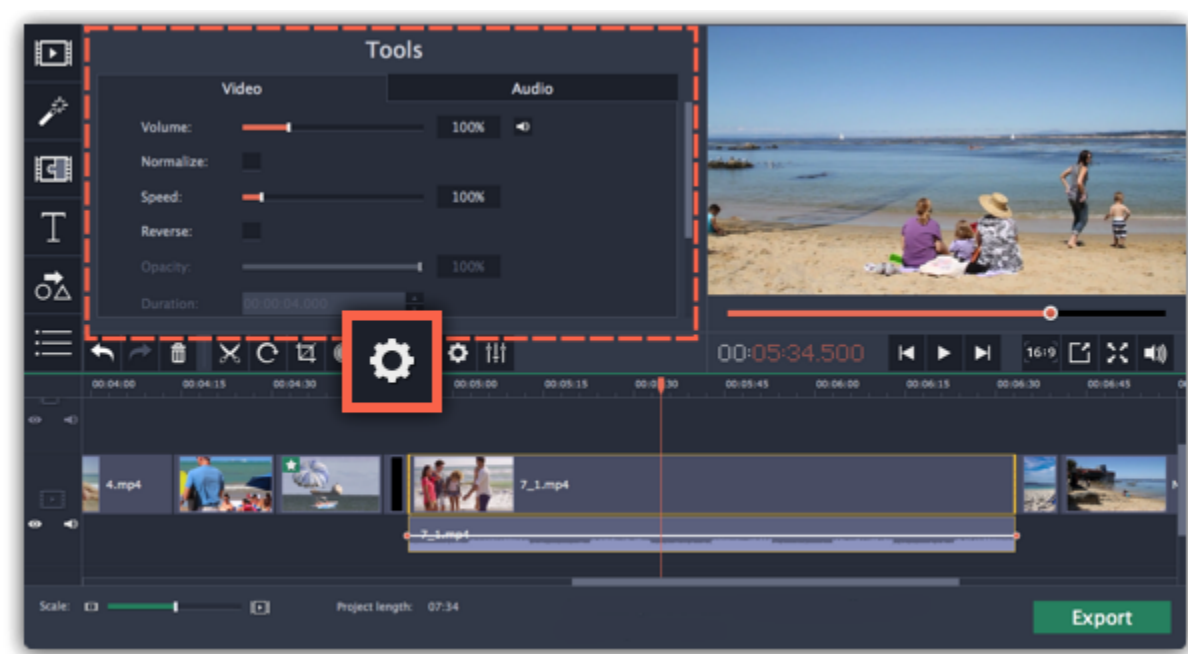 Tools
Video Audio
Volume: 100%
Normalize:
Speed: 100%
Reverse:
Opacity: 100%
Duration: 00:00:04.000
T
00:05:34.500 16:9
00:04:00 00:04:15 00:04:30 00:05:00 00:05:15 00:05:45 00:06:00 00:06:15 00:06:30 00:06:45
4.mp4 7_1.mp4
7_1.mp4
Scale: Project length: 07:34
Export